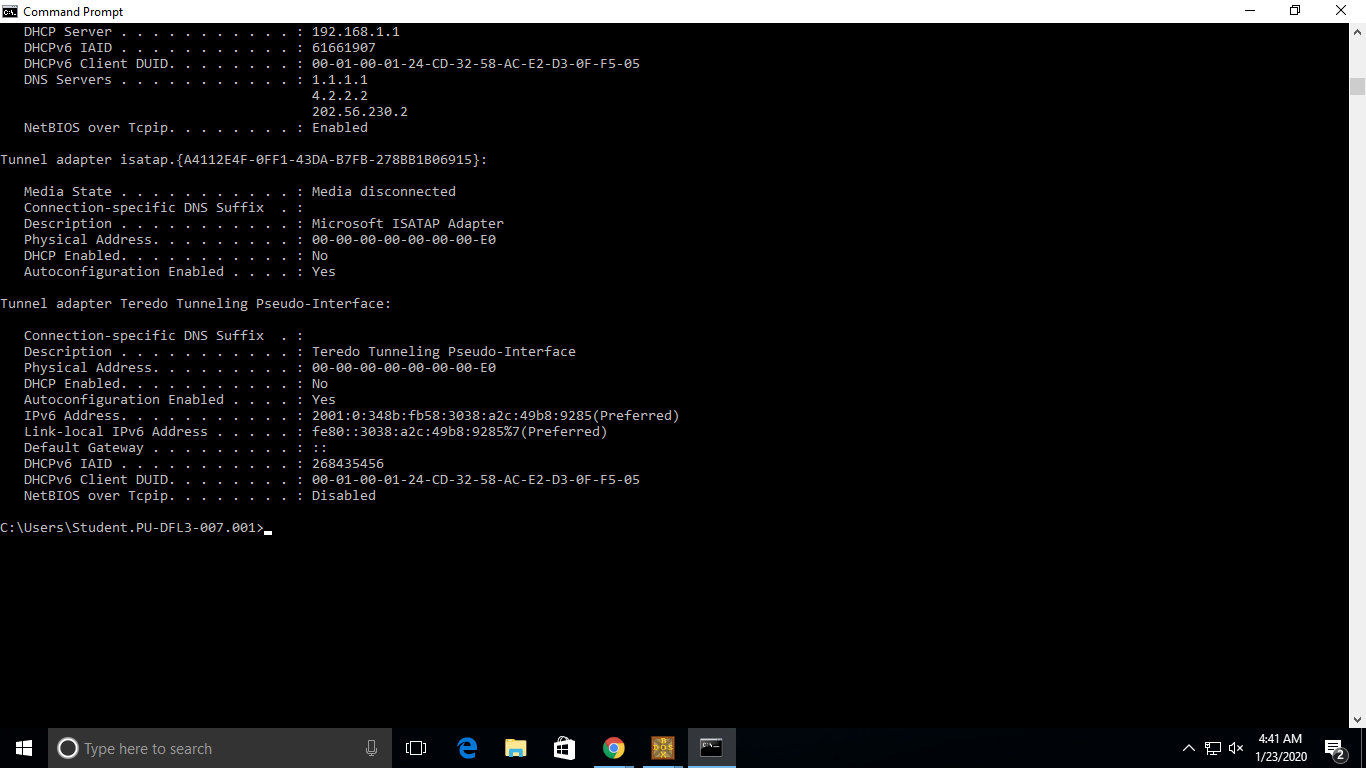 Command Prompt
DHCP Server . . . . . . . . . . . : 192.168.1.1
DHCPv6 IAID . . . . . . . . . . . : 61661907
DHCPv6 Client DUID. . . . . . . . : 00-01-00-01-24-CD-32-58-AC-E2-D3-0F-F5-05
DNS Servers . . . . . . . . . . . : 1.1.1.1
4.2.2.2
202.56.230.2
NetBIOS over Tcpip. . . . . . . . : Enabled
Tunnel adapter isatap.{A4112E4F-0FF1-43DA-B7FB-278BB1B06915}:
Media State . . . . . . . . . . . : Media disconnected
Connection-specific DNS Suffix  . :
Description . . . . . . . . . . . : Microsoft ISATAP Adapter
Physical Address. . . . . . . . . : 00-00-00-00-00-00-00-E0
DHCP Enabled. . . . . . . . . . . : No
Autoconfiguration Enabled . . . . : Yes
Tunnel adapter Teredo Tunneling Pseudo-Interface:
Connection-specific DNS Suffix  . :
Description . . . . . . . . . . . : Teredo Tunneling Pseudo-Interface
Physical Address. . . . . . . . . : 00-00-00-00-00-00-00-E0
DHCP Enabled. . . . . . . . . . . : No
Autoconfiguration Enabled . . . . : Yes
IPv6 Address. . . . . . . . . . . : 2001:0:348b:fb58:3038:a2c:49b8:9285(Preferred)
Link-local IPv6 Address . . . . . : fe80::3038:a2c:49b8:9285%7(Preferred)
Default Gateway . . . . . . . . . : ::
DHCPv6 IAID . . . . . . . . . . . : 268435456
DHCPv6 Client DUID. . . . . . . . : 00-01-00-01-24-CD-32-58-AC-E2-D3-0F-F5-05
NetBIOS over Tcpip. . . . . . . . : Disabled
C:\Users\Student.PU-DFL3-007.001>
Type here to search
DOS
4:41 AM
1/23/2020
2